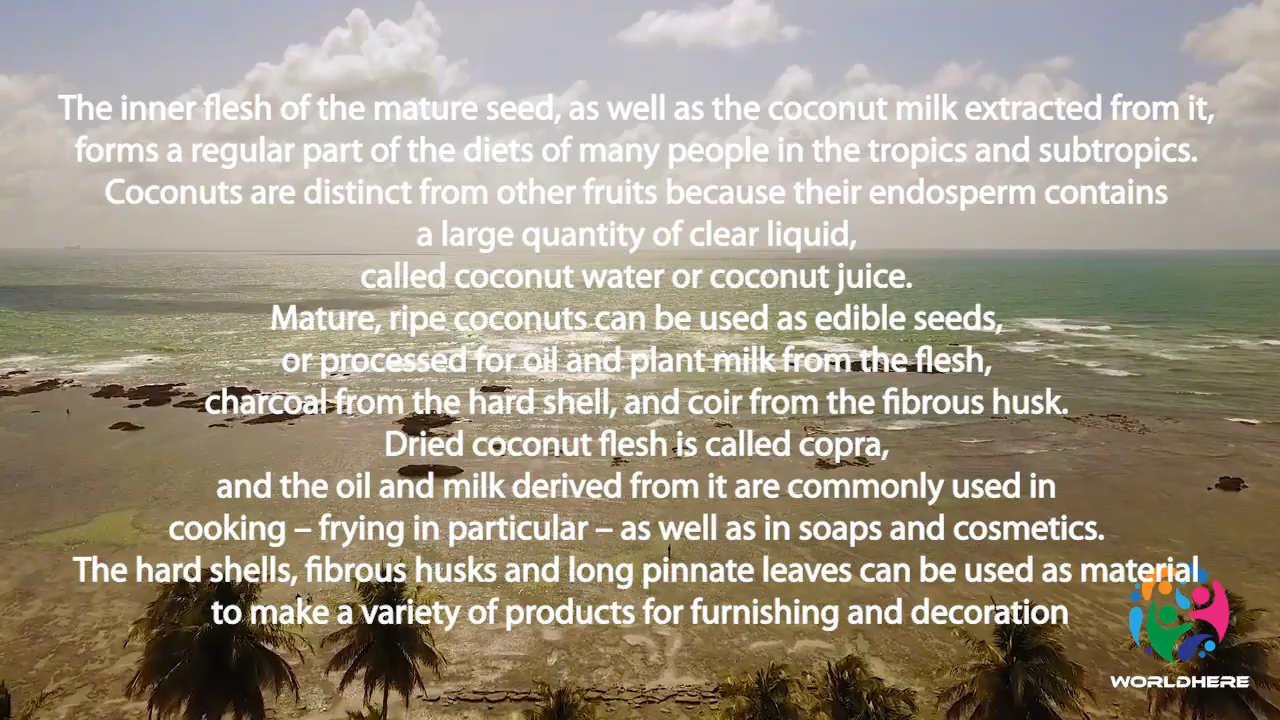 The inner flesh of the mature seed, as well as the coconut milk extracted from it,
forms a regular part of the diets of many people in the tropics and subtropics.
Coconuts are distinct from other fruits because their endosperm contains
a large quantity of clear liquid,
called coconut water or coconut juice.
Mature, ripe coconuts can be used as edible seeds,
or processed for oil and plant milk from the flesh,
charcoal from the hard shell, and coir from the fibrous husk.
Dried coconut flesh is called copra,
and the oil and milk derived from it are commonly used in
cooking – frying in particular – as well as in soaps and cosmetics.
The hard shells, fibrous husks and long pinnate leaves can be used as material
to make a variety of products for furnishing and decoration
WORLDHERE